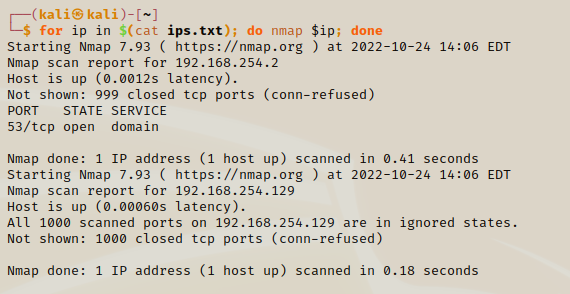 ┌──(kali㉿kali)-[~]
└─$ for ip in $(cat ips.txt); do nmap $ip; done
Starting Nmap 7.93 ( https://nmap.org ) at 2022-10-24 14:06 EDT
Nmap scan report for 192.168.254.2
Host is up (0.0012s latency).
Not shown: 999 closed tcp ports (conn-refused)
PORT   STATE SERVICE
53/tcp open  domain

Nmap done: 1 IP address (1 host up) scanned in 0.41 seconds
Starting Nmap 7.93 ( https://nmap.org ) at 2022-10-24 14:06 EDT
Nmap scan report for 192.168.254.129
Host is up (0.00060s latency).
All 1000 scanned ports on 192.168.254.129 are in ignored states.
Not shown: 1000 closed tcp ports (conn-refused)

Nmap done: 1 IP address (1 host up) scanned in 0.18 seconds